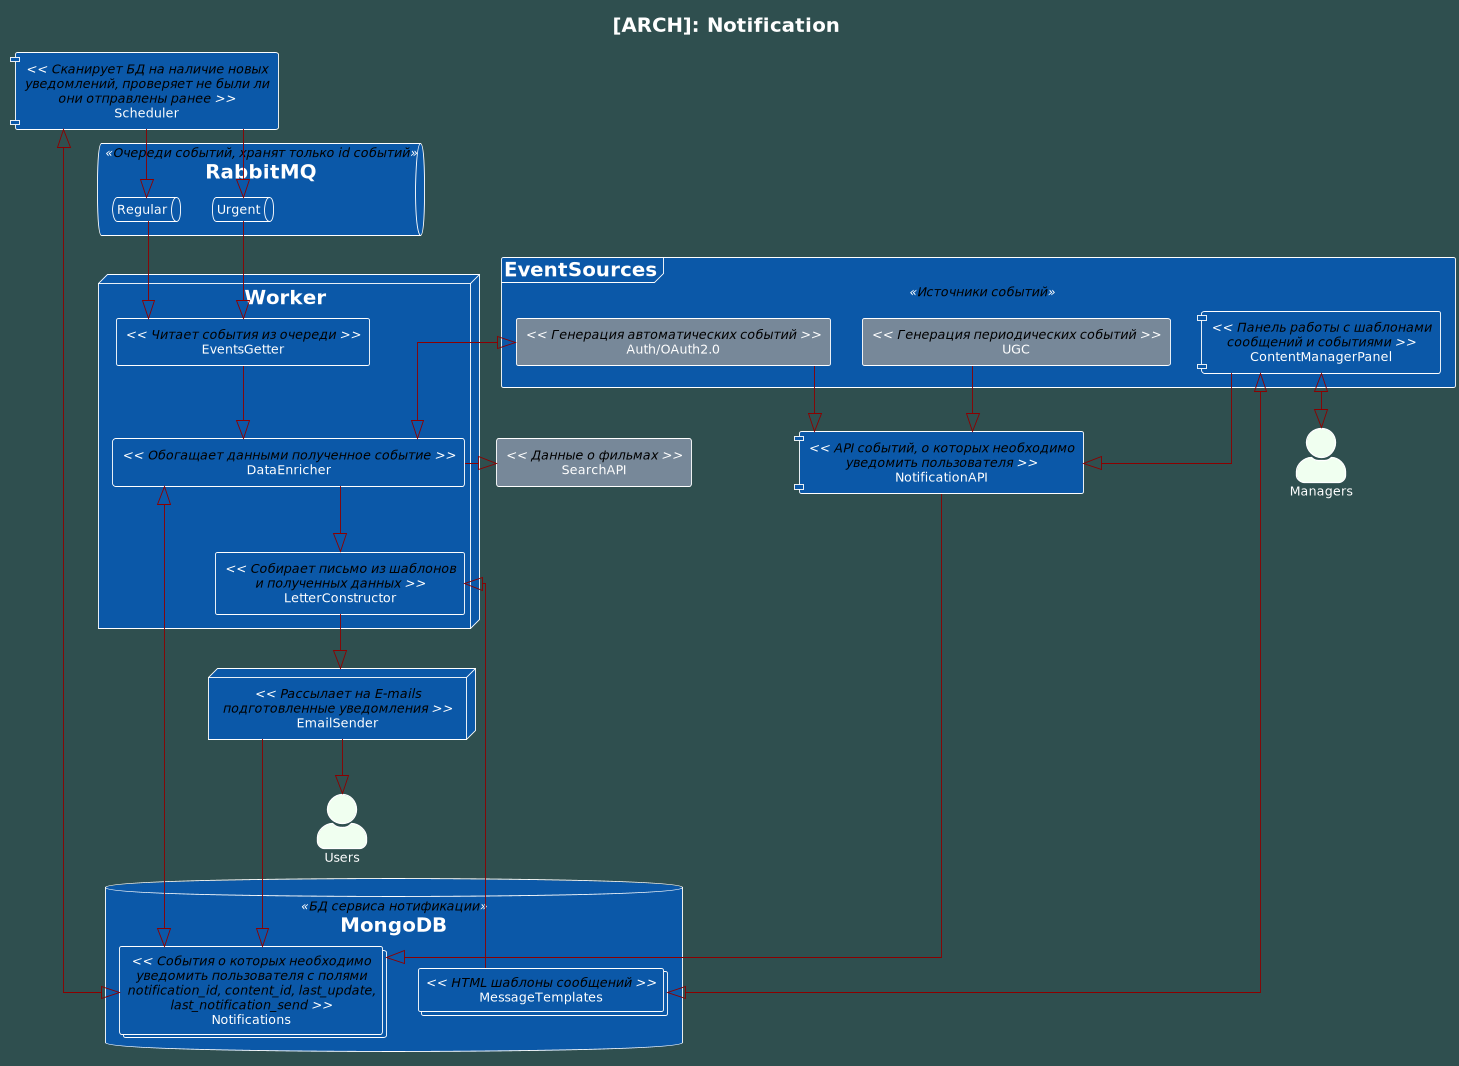 [ARCH]: Notification
<< Сканирует БД на наличие новых
уведомлений, проверяет не были ли
они отправлены ранее >>
Scheduler
«Очереди событий, хранят только id событий»
RabbitMQ
Regular
Urgent
Worker
<< Читает события из очереди >>
EventsGetter
<< Обогащает данными полученное событие >>
DataEnricher
<< Собирает письмо из шаблонов
и полученных данных >>
LetterConstructor
EventSources
«Источники событий»
<< Генерация автоматических событий >>
Auth/OAuth2.0
<< Генерация периодических событий >>
UGC
<< Панель работы с шаблонами
сообщений и событиями >>
ContentManagerPanel
<< Данные о фильмах >>
SearchAPI
<< API событий, о которых необходимо
уведомить пользователя >>
NotificationAPI
Managers
<< Рассылает на E-mails
подготовленные уведомления >>
EmailSender
Users
«БД сервиса нотификации»
MongoDB
<< События о которых необходимо
уведомить пользователя с полями
notification_id, content_id, last_update,
last_notification_send >>
Notifications
<< HTML шаблоны сообщений >>
MessageTemplates